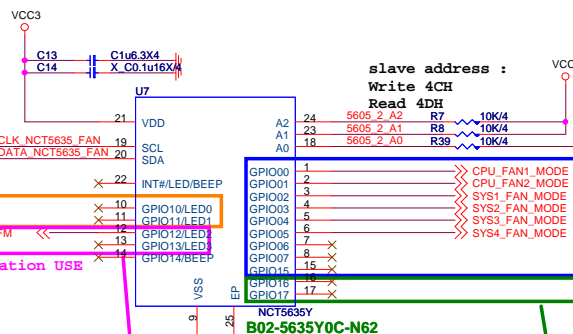 VCC3
C13 C1u6.3X4
C14 X_C0.1u16X/4
slave address :
Write 4CH
Read 4DH
VCC
U7
21 VDD
A2 24 5605_2_A2 R7 10K/4
A1 23 5605_2_A1 R8 10K/4
A0 18 5605_2_A0 R39 10K/4
CLK_NCT5635_FAN 19 SCL
DATA_NCT5635_FAN 20 SDA
22 INT#/LED/BEEP
GPIO00 1 CPU_FAN1_MODE
GPIO01 2 CPU_FAN2_MODE
GPIO02 3 SYS1_FAN_MODE
GPIO03 4 SYS2_FAN_MODE
GPIO04 5 SYS3_FAN_MODE
GPIO05 6 SYS4_FAN_MODE
GPIO06 7
GPIO07 8
GPIO15 15
GPIO16 16
GPIO17 17
10 GPIO10/LED0
11 GPIO11/LED1
FM 12 GPIO12/LED2
13 GPIO13/LED3
14 GPIO14/BEEP
ation USE
VSS
EP
9
25
NCT5635Y
B02-5635Y0C-N62